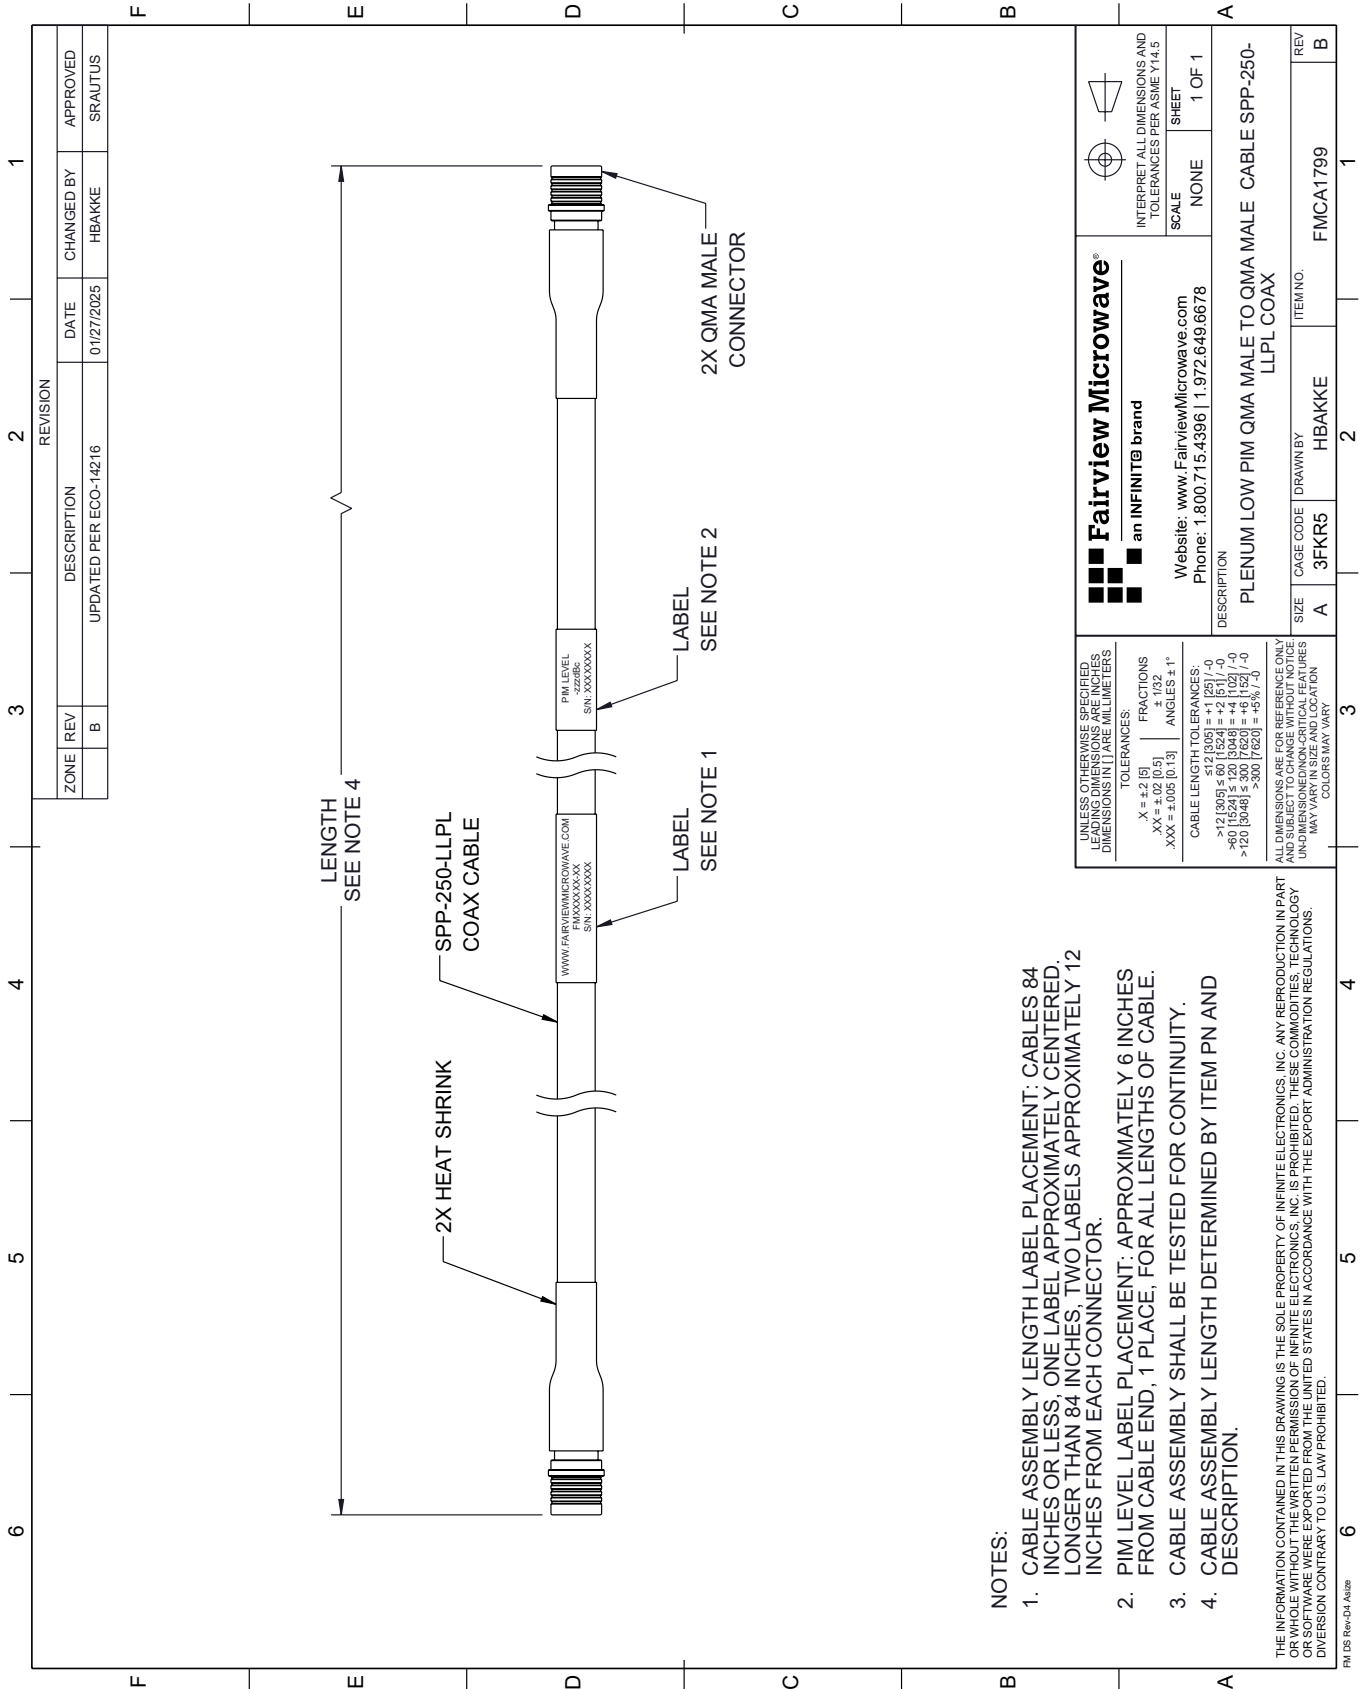 6
5
4
3
2
1
F
E
D
C
B
A
F
E
D
C
B
A
REVISION
ZONE
REV
DESCRIPTION
DATE
CHANGED BY
APPROVED
B
UPDATED PER ECO-14216
01/27/2025
HBAKKE
SRAUTUS
LENGTH
SEE NOTE 4
2X HEAT SHRINK
SPP-250-LLPL
COAX CABLE
WWW.FAIRVIEWMICROWAVE.COM
FMXXXXXX-XX
S/N: XXXXXXXX
PIM LEVEL
-zzzdBc
S/N: XXXXXXXX
LABEL
SEE NOTE 1
LABEL
SEE NOTE 2
2X QMA MALE
CONNECTOR
NOTES:
1. CABLE ASSEMBLY LENGTH LABEL PLACEMENT: CABLES 84
INCHES OR LESS, ONE LABEL APPROXIMATELY CENTERED.
LONGER THAN 84 INCHES, TWO LABELS APPROXIMATELY 12
INCHES FROM EACH CONNECTOR.
2. PIM LEVEL LABEL PLACEMENT: APPROXIMATELY 6 INCHES
FROM CABLE END, 1 PLACE, FOR ALL LENGTHS OF CABLE.
3. CABLE ASSEMBLY SHALL BE TESTED FOR CONTINUITY.
4. CABLE ASSEMBLY LENGTH DETERMINED BY ITEM PN AND
DESCRIPTION.
THE INFORMATION CONTAINED IN THIS DRAWING IS THE SOLE PROPERTY OF INFINITE ELECTRONICS, INC. ANY REPRODUCTION IN PART
OR WHOLE WITHOUT THE WRITTEN PERMISSION OF INFINITE ELECTRONICS, INC. IS PROHIBITED. THESE COMMODITIES, TECHNOLOGY
OR SOFTWARE WERE EXPORTED FROM THE UNITED STATES IN ACCORDANCE WITH THE EXPORT ADMINISTRATION REGULATIONS.
DIVERSION CONTRARY TO U.S. LAW PROHIBITED.
UNLESS OTHERWISE SPECIFIED
LEADING DIMENSIONS ARE INCHES
DIMENSIONS IN [ ] ARE MILLIMETERS
TOLERANCES:
.X = ±.2 [5]
.XX = ±.02 [0.5]
.XXX = ±.005 [0.13]
FRACTIONS
± 1/32
ANGLES ± 1°
CABLE LENGTH TOLERANCES:
≤12 [305] = +1 [25] / -0
>12 [305] ≤ 60 [1524] = +2 [51] / -0
>60 [1524] ≤ 120 [3048] = +4 [102] / -0
>120 [3048] ≤ 300 [7620] = +6 [152] / -0
>300 [7620] = +5% / -0
ALL DIMENSIONS ARE FOR REFERENCE ONLY
AND SUBJECT TO CHANGE WITHOUT NOTICE.
UN-DIMENSIONED/NON-CRITICAL FEATURES
MAY VARY IN SIZE AND LOCATION
COLORS MAY VARY
Fairview Microwave®
an INFINIT@ brand
Website: www.FairviewMicrowave.com
Phone: 1.800.715.4396 | 1.972.649.6678
INTERPRET ALL DIMENSIONS AND
TOLERANCES PER ASME Y14.5
SCALE
NONE
SHEET
1 OF 1
DESCRIPTION
PLENUM LOW PIM QMA MALE TO QMA MALE CABLE SPP-250-
LLPL COAX
SIZE
A
CAGE CODE
3FKR5
DRAWN BY
HBAKKE
ITEM NO.
FMCA1799
REV
B
FM DS Rev-D4 Asize
6
5
4
3
2
1